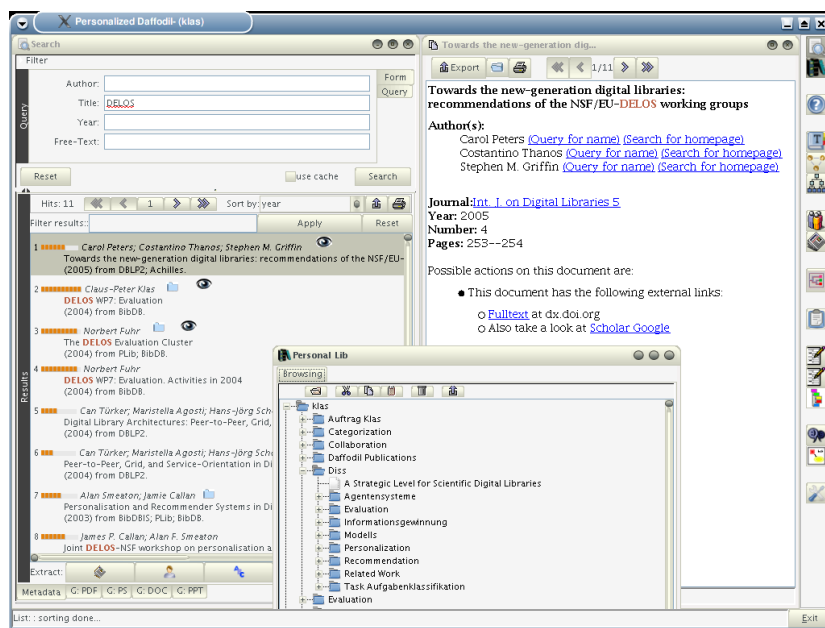 Personalized Daffodil- (klas)
Search
Filter
Query
Author:
Title: DELOS
Year:
Free-Text:
Form
Query
Reset
use cache
Search
Hits: 11
1
Sort by: year
Filter results::
Apply
Reset
Results
1 Carol Peters; Costantino Thanos; Stephen M. Griffin
Towards the new-generation digital libraries: recommendations of the NSF/EU-
(2005) from DBLP2; Achilles.
2 Claus-Peter Klas
DELOS WP7: Evaluation
(2004) from BibDB.
3 Norbert Fuhr
The DELOS Evaluation Cluster
(2004) from PLib; BibDB.
4 Norbert Fuhr
DELOS WP7: Evaluation. Activities in 2004
(2004) from BibDB.
5 Can Türker; Maristella Agosti; Hans-Jörg Sch
Digital Library Architectures: Peer-to-Peer, Grid,
(2004) from DBLP2.
6 Can Türker; Maristella Agosti; Hans-Jörg Sch
Peer-to-Peer, Grid, and Service-Orientation in Di
(2004) from DBLP2.
7 Alan Smeaton; Jamie Callan
Personalisation and Recommender Systems in Di
(2003) from BibDBIS; PLib; BibDB.
8 James P. Callan; Alan F. Smeaton
Joint DELOS-NSF workshop on personalisation a
Extract:
Metadata
G: PDF
G: PS
G: DOC
G: PPT
List: : sorting done...
Towards the new-generation dig...
Export
1/11
Towards the new-generation digital libraries:
recommendations of the NSF/EU-DELOS working groups
Author(s):
Carol Peters (Query for name) (Search for homepage)
Costantino Thanos (Query for name) (Search for homepage)
Stephen M. Griffin (Query for name) (Search for homepage)
Journal:Int. J. on Digital Libraries 5
Year: 2005
Number: 4
Pages: 253--254
Possible actions on this document are:
This document has the following external links:
Fulltext at dx.doi.org
Also take a look at Scholar Google
Personal Lib
Browsing
klas
Auftrag Klas
Categorization
Collaboration
Daffodil Publications
Diss
A Strategic Level for Scientific Digital Libraries
Agentensysteme
Evaluation
Informationsgewinnung
Modells
Personalization
Recommendation
Related Work
Task Aufgabenklassifikation
Evaluation
Exit